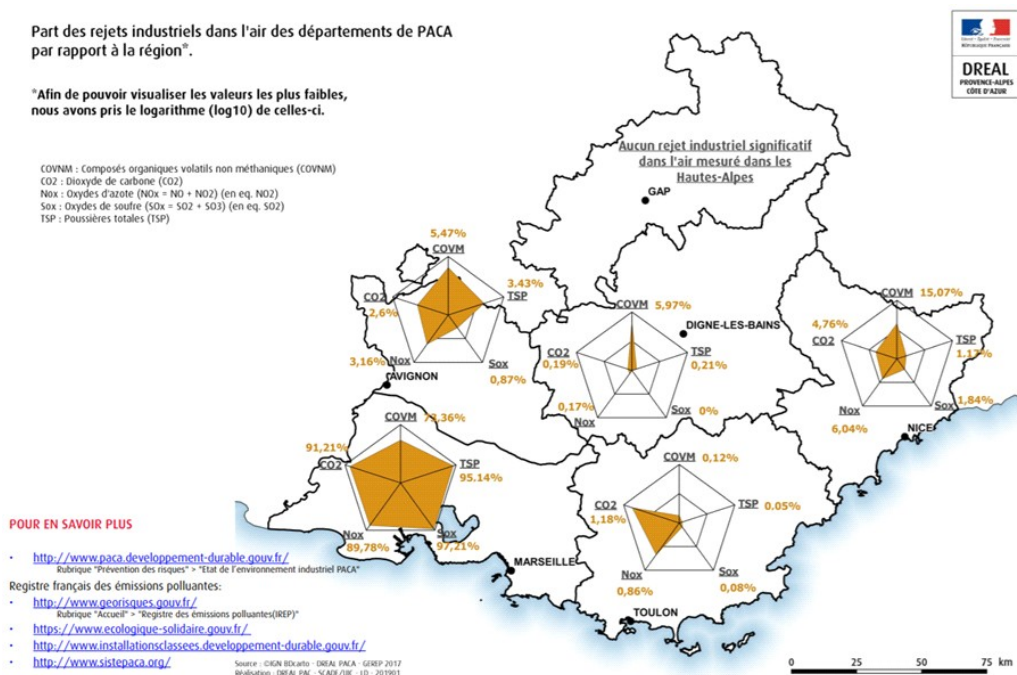 Part des rejets industriels dans l'air des départements de PACA
par rapport à la région*.
*Afin de pouvoir visualiser les valeurs les plus faibles,
nous avons pris le logarithme (log10) de celles-ci.
COVNM : Composés organiques volatils non méthaniques (COVNM)
CO2 : Dioxyde de carbone (CO2)
Nox : Oxydes d'azote (NOx = NO + NO2) (en eq. NO2)
Sox : Oxydes de soufre (SOx = SO2 + SO3) (en eq. SO2)
TSP : Poussières totales (TSP)
Liberté • Égalité • Fraternité
RÉPUBLIQUE FRANÇAISE
DREAL
PROVENCE-ALPES
CÔTE D'AZUR
Aucun rejet industriel significatif
dans l'air mesuré dans les
Hautes-Alpes
GAP
5,47%
COVM
3,43%
TSP
CO2
2,6%
3,16%
Nox
Sox
0,87%
AVIGNON
COVM 5,97%
DIGNE-LES-BAINS
CO2
0,19%
TSP
0,21%
0,17%
Nox
Sox 0%
COVM 15,07%
4,76%
CO2
TSP
1.17%
Nox
6,04%
Sox 1,84%
NICE
COVM 73,36%
91,21%
CO2
TSP
95.14%
Nox
89,78%
Sox
97,21%
MARSEILLE
COVM 0,12%
CO2
1,18%
TSP 0.05%
Nox
0,86%
Sox
0,08%
TOULON
POUR EN SAVOIR PLUS
• http://www.paca.developpement-durable.gouv.fr/
Rubrique "Prévention des risques" > "Etat de l'environnement industriel PACA"
Registre français des émissions polluantes:
• http://www.georisques.gouv.fr/
Rubrique "Accueil" > "Registre des émissions polluantes(IREP)"
• https://www.ecologique-solidaire.gouv.fr/
• http://www.installationsclassees.developpement-durable.gouv.fr/
• http://www.sistepaca.org/
Source : ©IGN BDcarto - DREAL PACA - GEREP 2017
Réalisation : DREAL PAC - SCADE/UIC - LD - 201901
0 25 50 75 km